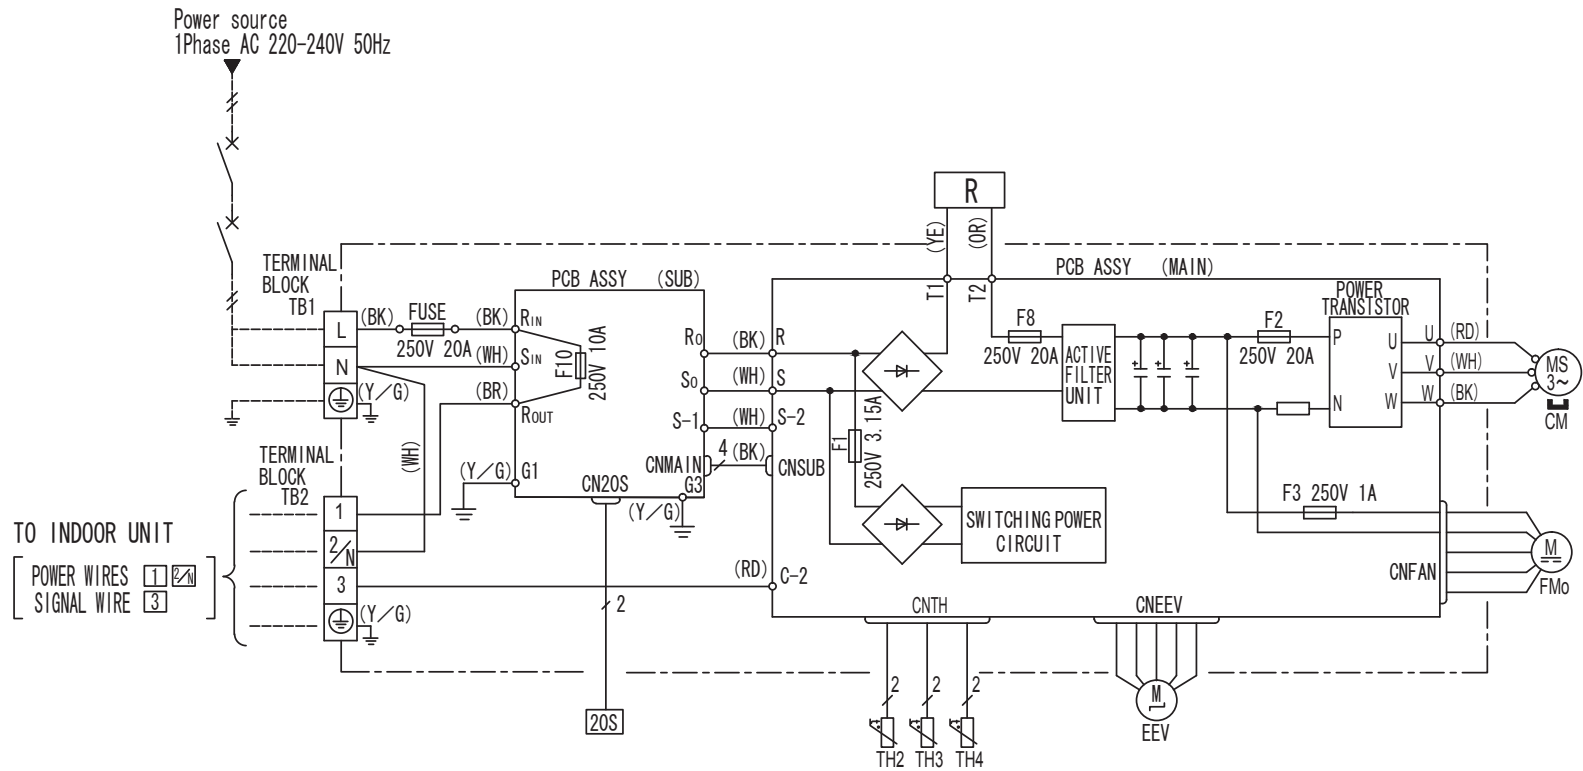 Power source
1Phase AC 220-240V 50Hz
R
(YE)
(OR)
TERMINAL
BLOCK
TB1
PCB ASSY (SUB)
T1
T2
PCB ASSY (MAIN)
POWER
TRANSISTOR
L
(BK)
FUSE
250V 20A
(BK)
RIN
F10
250V 10A
Ro
(BK)
R
F8
250V 20A
ACTIVE
FILTER
UNIT
F2
250V 20A
P
U
U
(RD)
N
(WH)
SIN
So
(WH)
S
V
V
(WH)
MS
3~
(Y/G)
(BR)
ROUT
S-1
(WH)
S-2
F1
250V 3.15A
N
W
W
(BK)
CM
(WH)
TERMINAL
BLOCK
TB2
(Y/G)
G1
CN20S
CNMAIN
4
(BK)
CNSUB
G3
(Y/G)
F3 250V 1A
TO INDOOR UNIT
POWER WIRES 1 2/N
SIGNAL WIRE 3
1
2/N
3
(Y/G)
SWITCHING POWER
CIRCUIT
CNFAN
M
FMo
(RD)
C-2
2
CNTH
CNEEV
20S
2
2
2
M
TH2
TH3
TH4
EEV